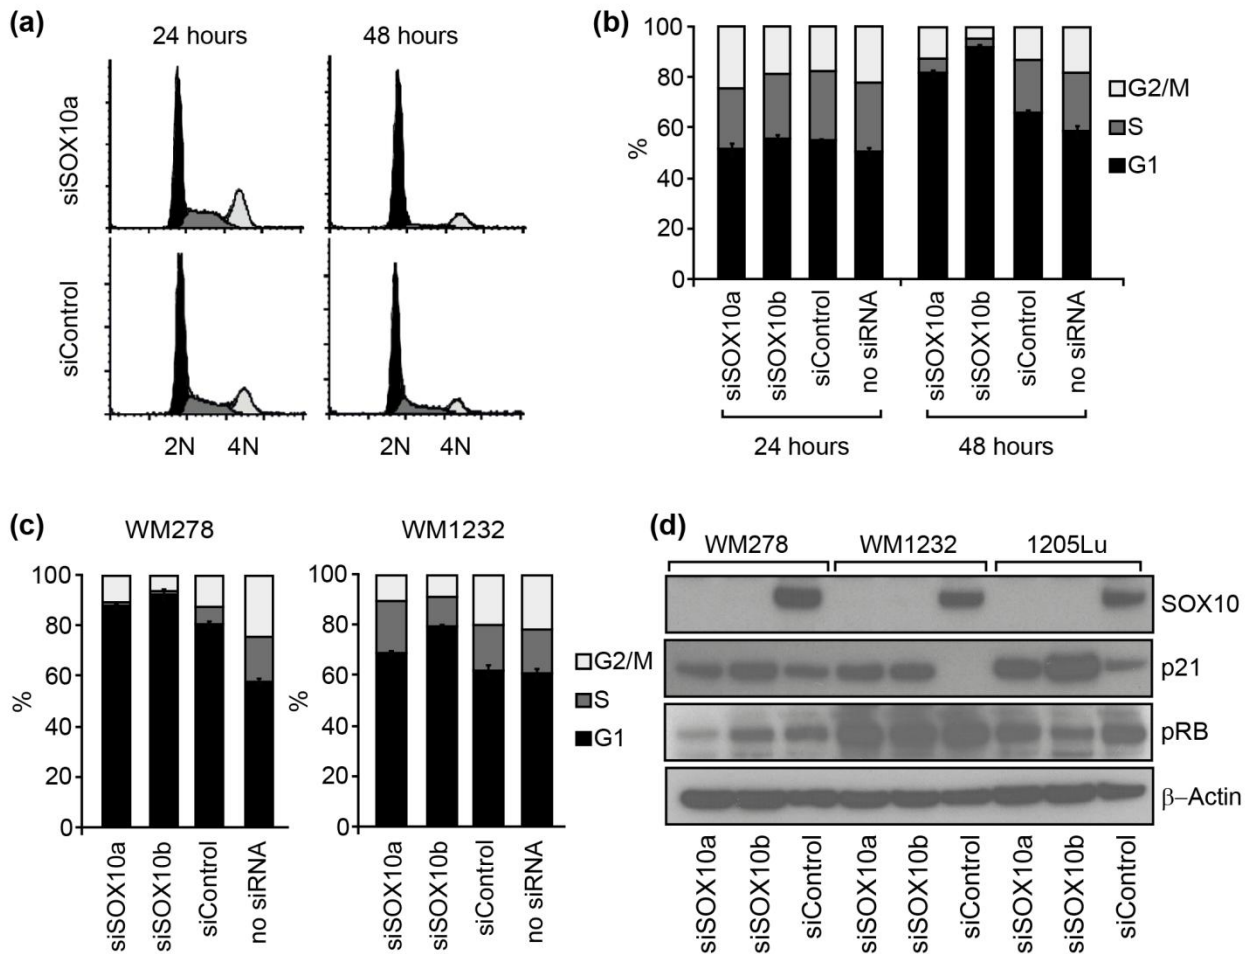 (a)
24 hours
48 hours
siSOX10a
siControl
2N
4N
2N
4N
(b)
100
80
60
40
20
0
%
G2/M
S
G1
siSOX10a
siSOX10b
siControl
no siRNA
siSOX10a
siSOX10b
siControl
no siRNA
24 hours
48 hours
(c)
WM278
100
80
60
40
20
0
%
siSOX10a
siSOX10b
siControl
no siRNA
WM1232
100
80
60
40
20
0
%
siSOX10a
siSOX10b
siControl
no siRNA
G2/M
S
G1
(d)
WM278
WM1232
1205Lu
SOX10
p21
pRB
β–Actin
siSOX10a
siSOX10b
siControl
siSOX10a
siSOX10b
siControl
siSOX10a
siSOX10b
siControl